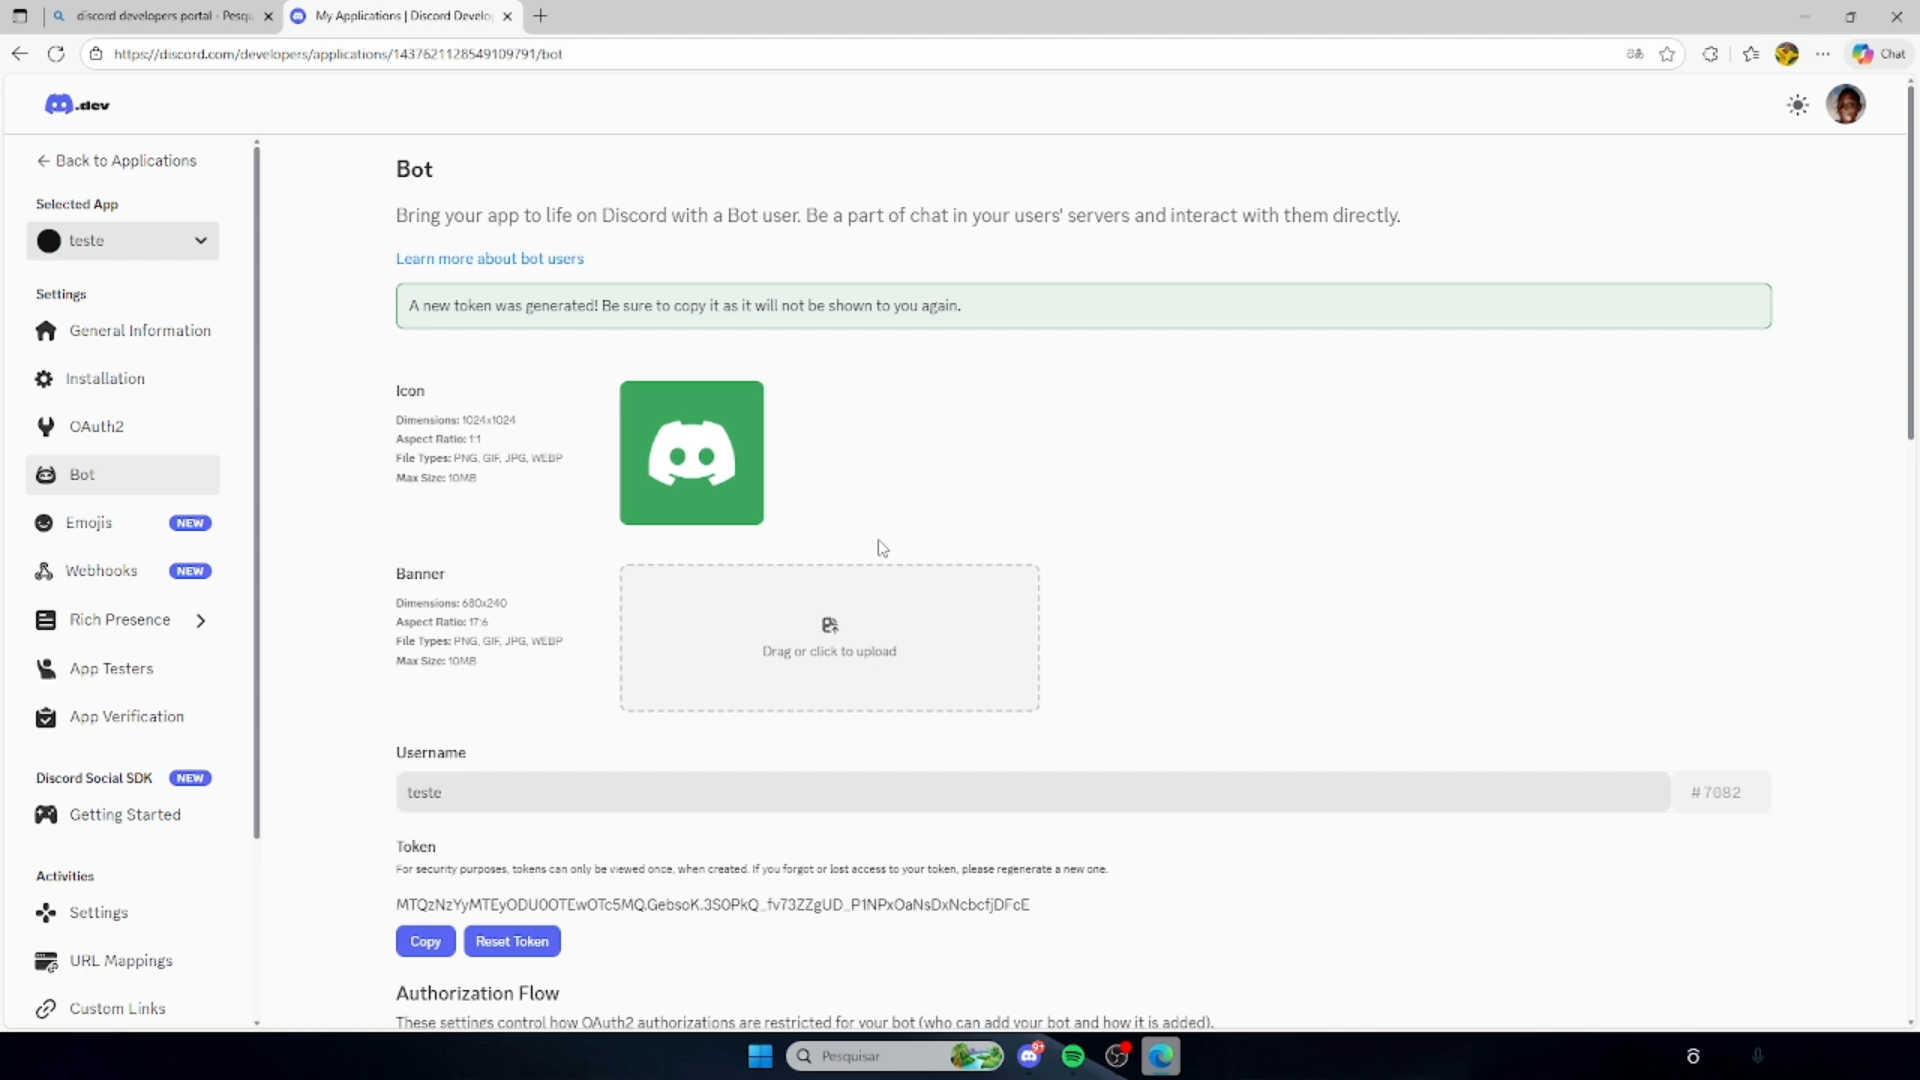 discord developers portal - Pesqu
My Applications | Discord Develo
https://discord.com/developers/applications/1437621128549109791/bot
Chat
.dev
Back to Applications
Selected App
teste
Settings
General Information
Installation
OAuth2
Bot
Emojis NEW
Webhooks NEW
Rich Presence
App Testers
App Verification
Discord Social SDK NEW
Getting Started
Activities
Settings
URL Mappings
Custom Links
Bot
Bring your app to life on Discord with a Bot user. Be a part of chat in your users' servers and interact with them directly.
Learn more about bot users
A new token was generated! Be sure to copy it as it will not be shown to you again.
Icon
Dimensions: 1024x1024
Aspect Ratio: 1:1
File Types: PNG, GIF, JPG, WEBP
Max Size: 10MB
Banner
Dimensions: 680x240
Aspect Ratio: 17:6
File Types: PNG, GIF, JPG, WEBP
Max Size: 10MB
Drag or click to upload
Username
teste #7082
Token
For security purposes, tokens can only be viewed once, when created. If you forgot or lost access to your token, please regenerate a new one.
MTQzNzYyMTEyODU0OTEwOTc5MQ.GebsoK.3S0PkQ_fv73ZZgUD_P1NPxOaNsDxNcbcfjDFcE
Copy Reset Token
Authorization Flow
These settings control how OAuth2 authorizations are restricted for your bot (who can add your bot and how it is added).
Pesquisar
9+